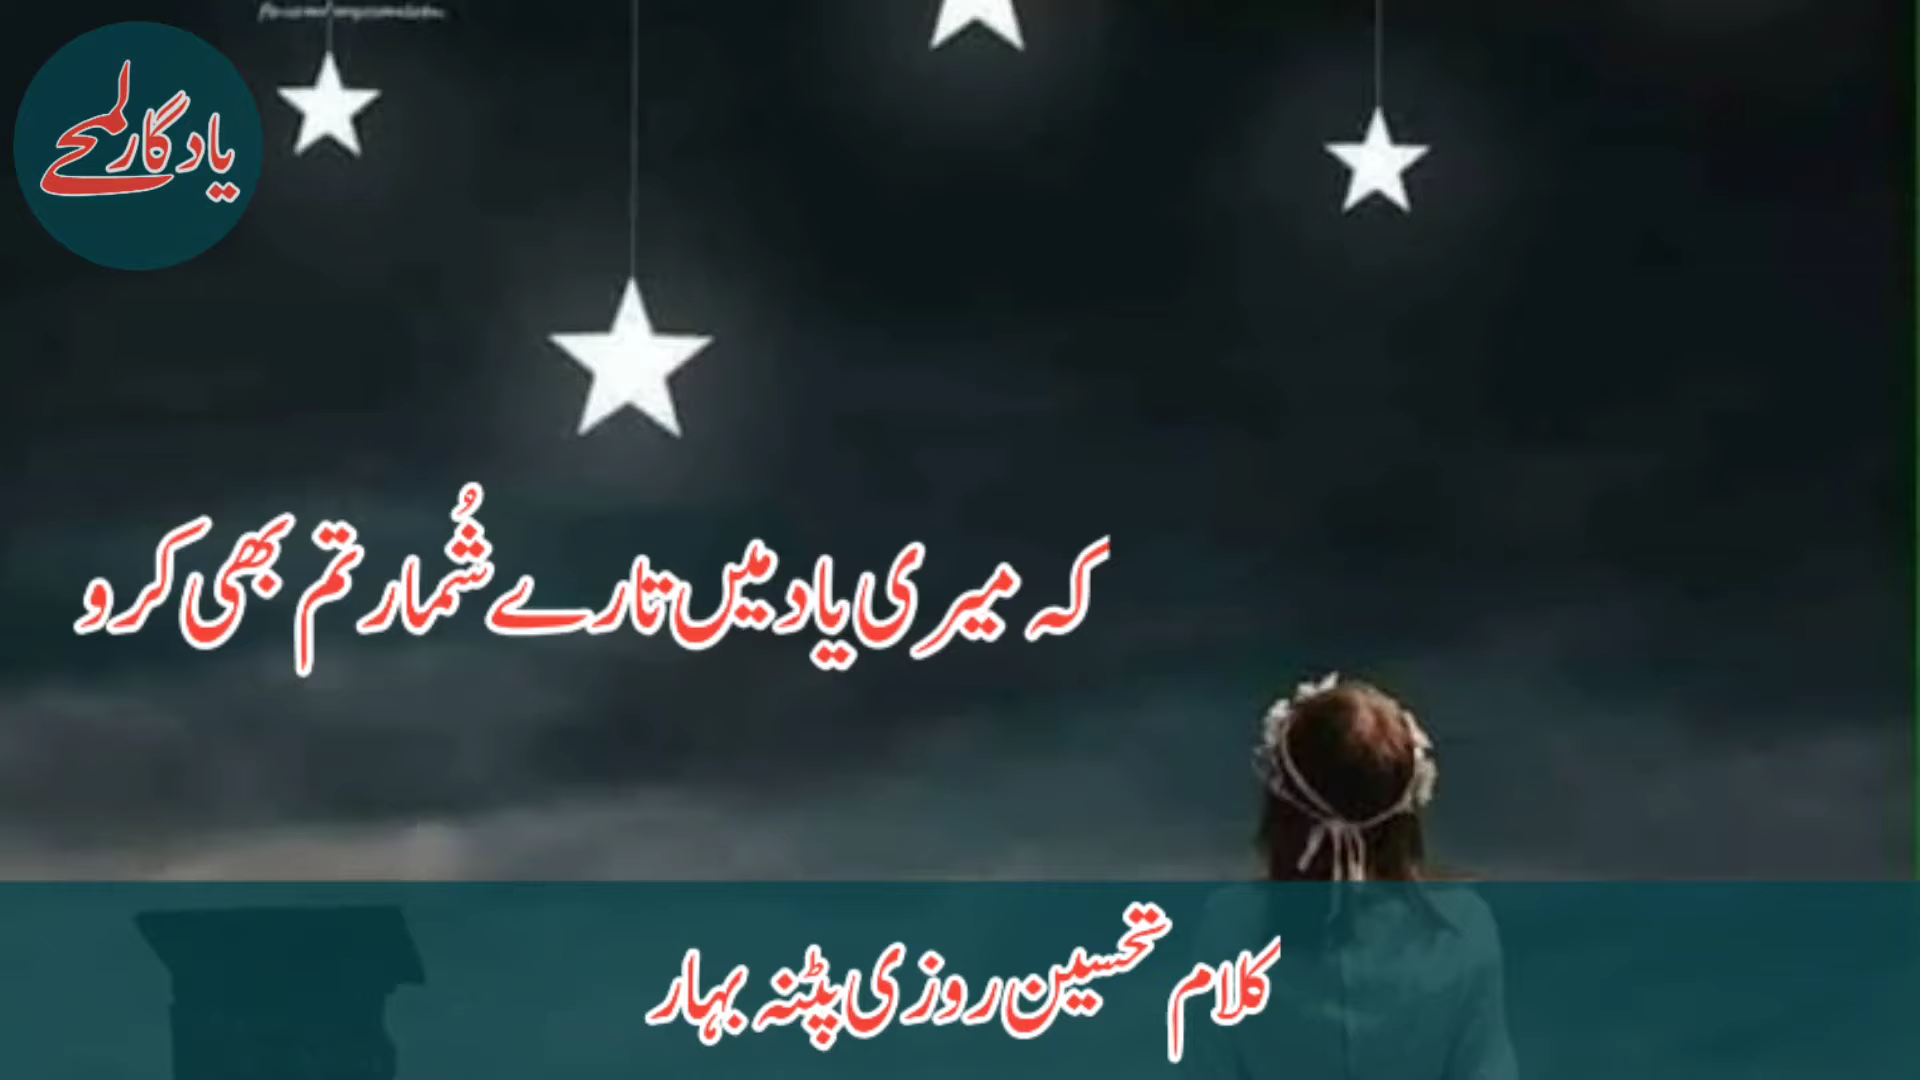 یادگار لمحے
کہ میری یاد میں تارے شُمار تم بھی کرو
کلام تحسین روزی پٹنہ بہار